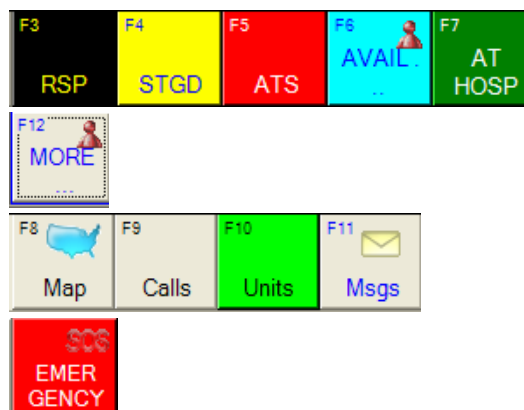 F3 F4 F5 F6 F7
RSP STGD ATS AVAIL . .. AT HOSP
F12
MORE
...
F8 F9 F10 F11
Map Calls Units Msgs
SOS
EMER
GENCY